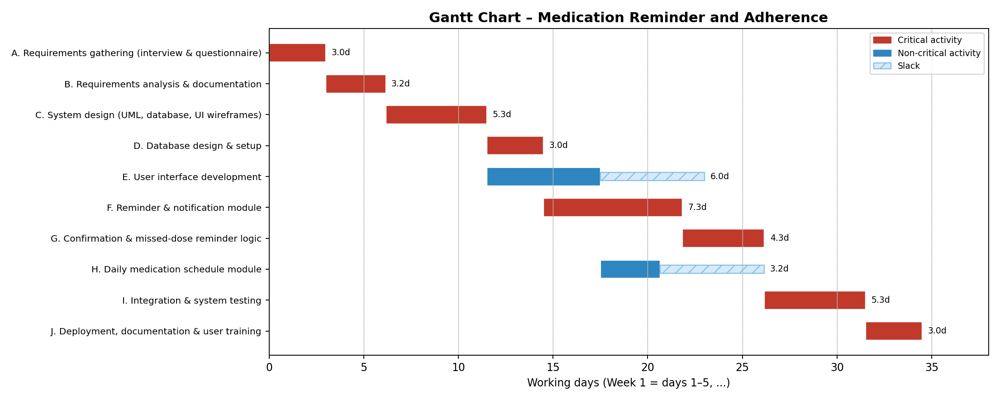 Gantt Chart – Medication Reminder and Adherence
Critical activity
Non-critical activity
Slack
A. Requirements gathering (interview & questionnaire)
3.0d
B. Requirements analysis & documentation
3.2d
C. System design (UML, database, UI wireframes)
5.3d
D. Database design & setup
3.0d
E. User interface development
6.0d
F. Reminder & notification module
7.3d
G. Confirmation & missed-dose reminder logic
4.3d
H. Daily medication schedule module
3.2d
I. Integration & system testing
5.3d
J. Deployment, documentation & user training
3.0d
0 5 10 15 20 25 30 35
Working days (Week 1 = days 1–5, ...)